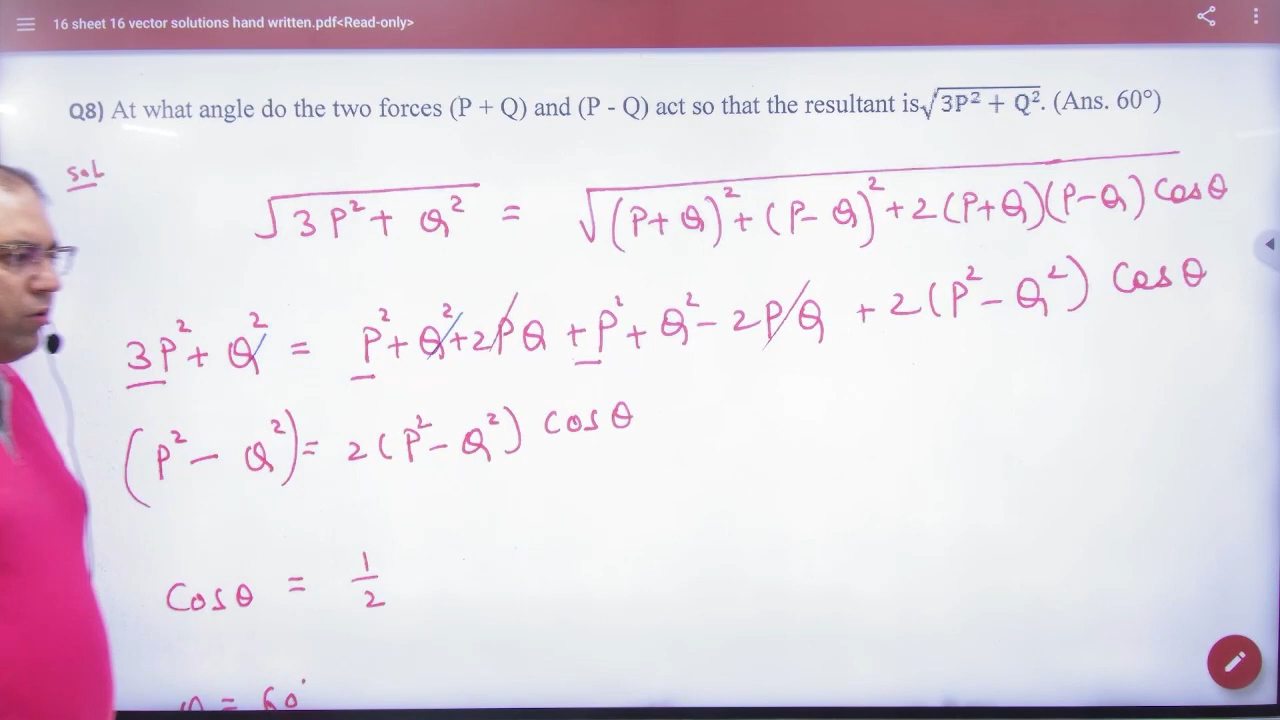 16 sheet 16 vector solutions hand written.pdf<Read-only>
Q8) At what angle do the two forces (P + Q) and (P - Q) act so that the resultant is √3P² + Q². (Ans. 60°)
Sol
√3P² + Q² = √(P+Q)² + (P-Q)² + 2(P+Q)(P-Q) Cosθ
3P² + Q² = P² + Q² + 2PQ + P² + Q² - 2PQ + 2(P² - Q²) Cosθ
(P² - Q²) = 2(P² - Q²) Cosθ
Cosθ = 1/2
θ = 60°